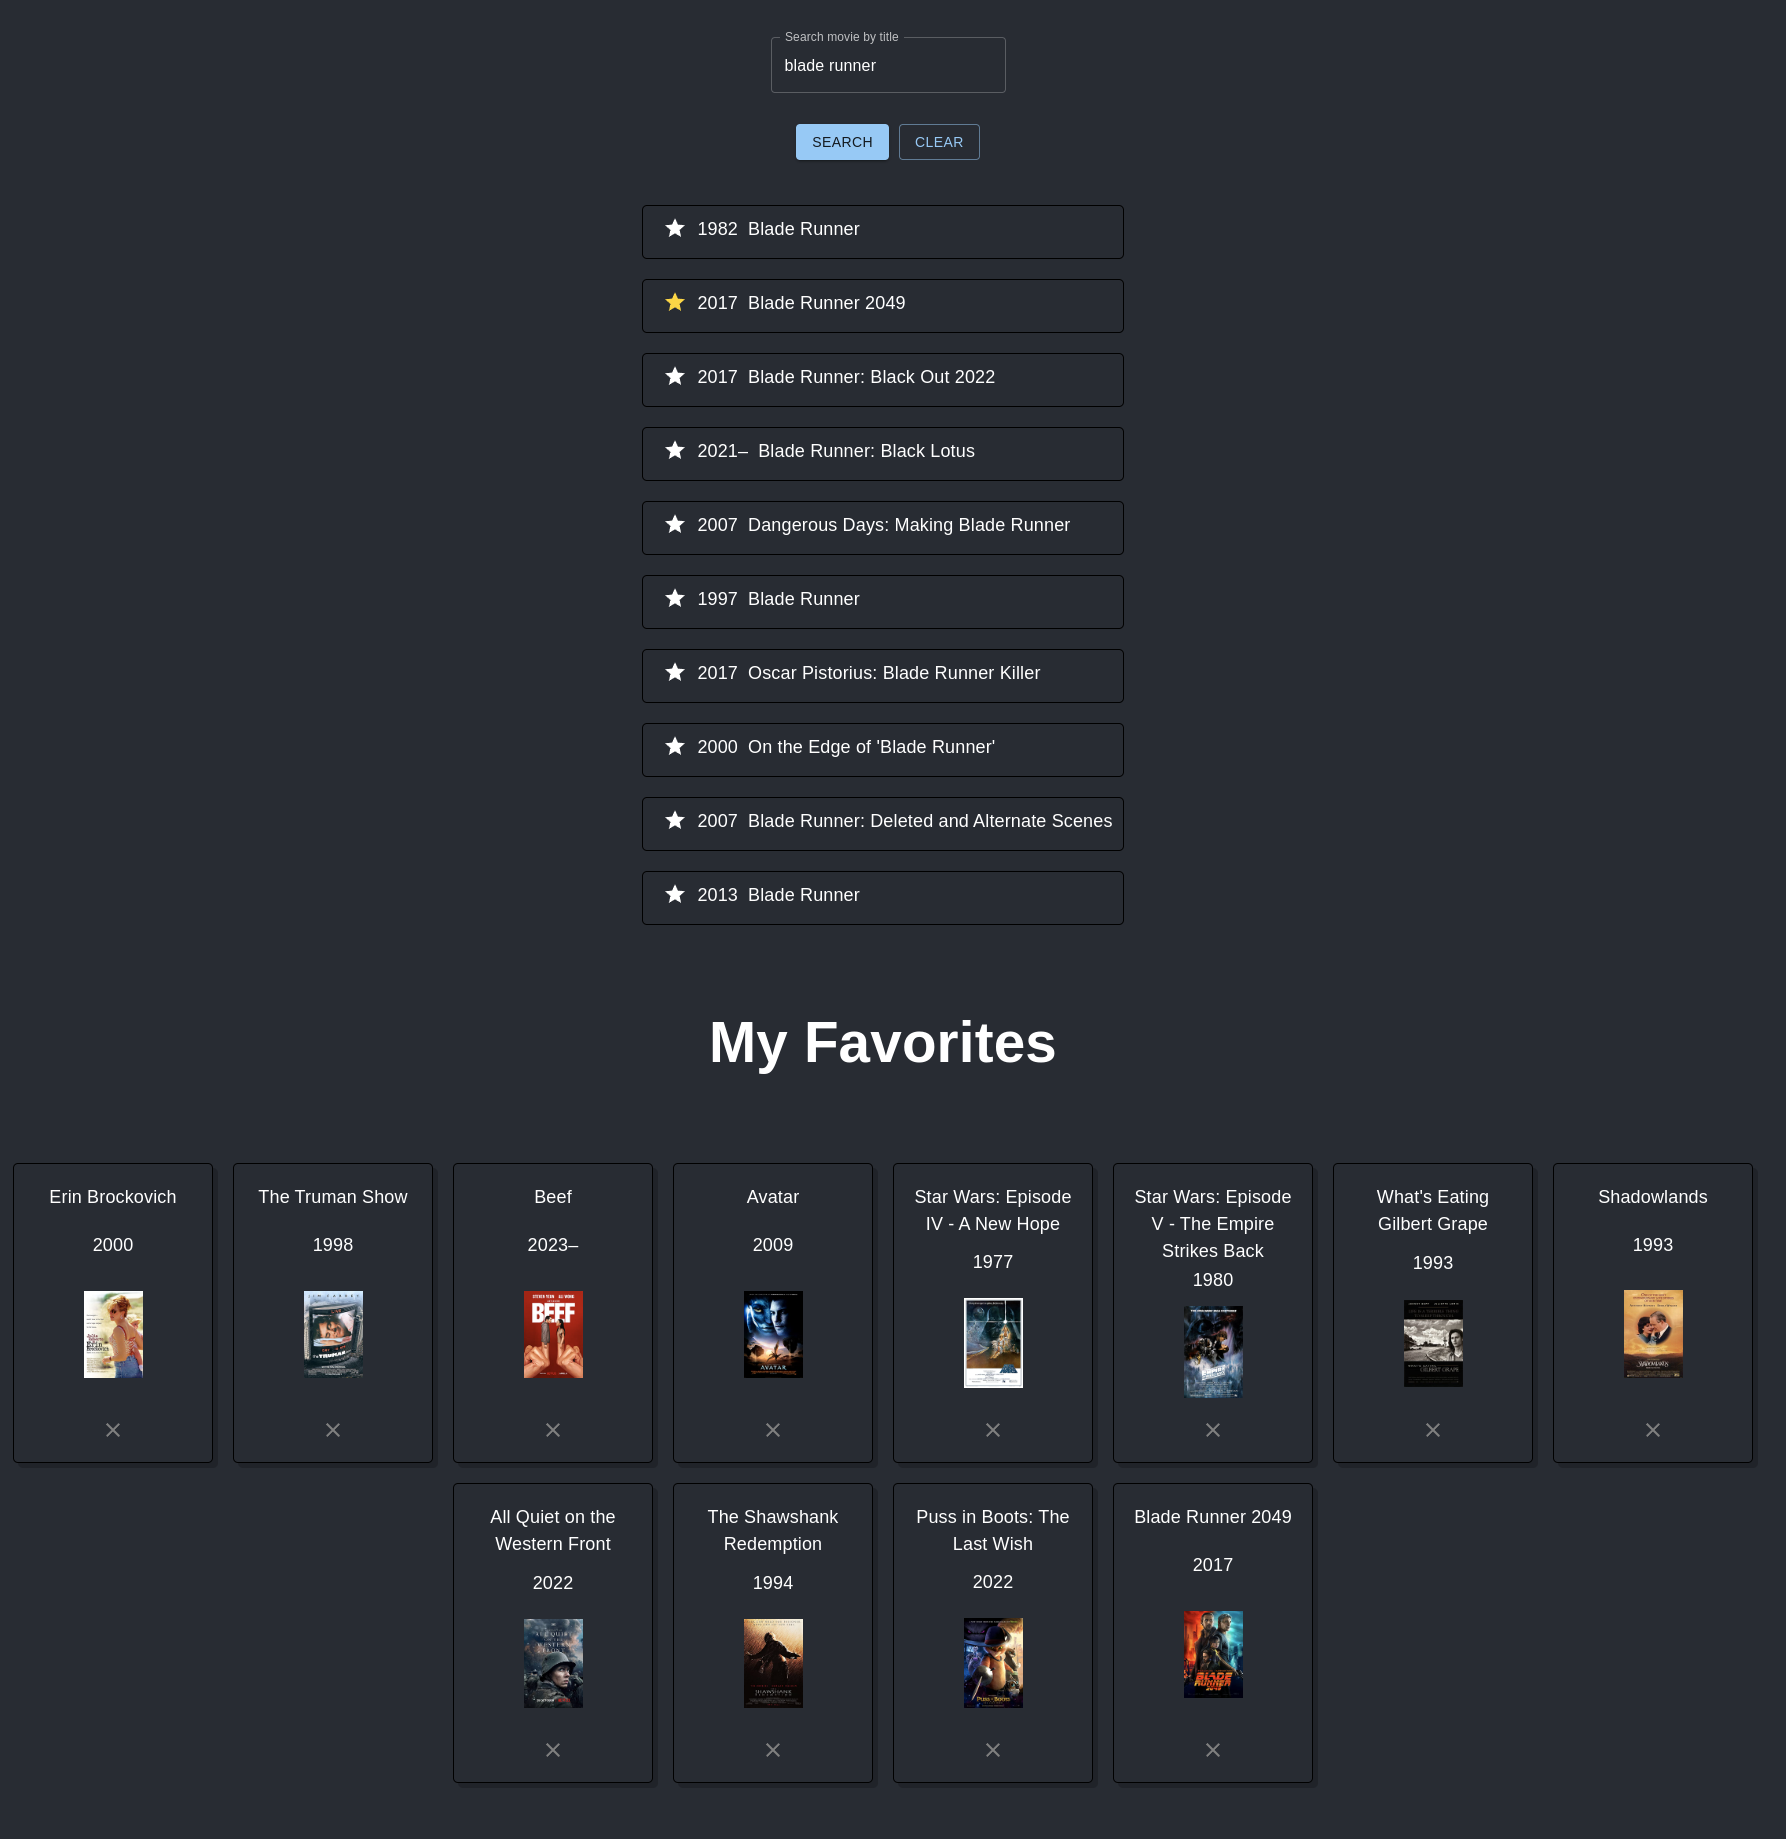 Search movie by title
blade runner
SEARCH
CLEAR
1982 Blade Runner
2017 Blade Runner 2049
2017 Blade Runner: Black Out 2022
2021– Blade Runner: Black Lotus
2007 Dangerous Days: Making Blade Runner
1997 Blade Runner
2017 Oscar Pistorius: Blade Runner Killer
2000 On the Edge of 'Blade Runner'
2007 Blade Runner: Deleted and Alternate Scenes
2013 Blade Runner
My Favorites
Erin Brockovich
2000
The Truman Show
1998
Beef
2023–
BEEF
Avatar
2009
AVATAR
Star Wars: Episode
IV - A New Hope
1977
Star Wars: Episode
V - The Empire
Strikes Back
1980
What's Eating
Gilbert Grape
1993
Shadowlands
1993
SHADOWLANDS
All Quiet on the
Western Front
2022
The Shawshank
Redemption
1994
SHAWSHANK
Puss in Boots: The
Last Wish
2022
Puss in Boots
Blade Runner 2049
2017
BLADE
RUNNER
2049